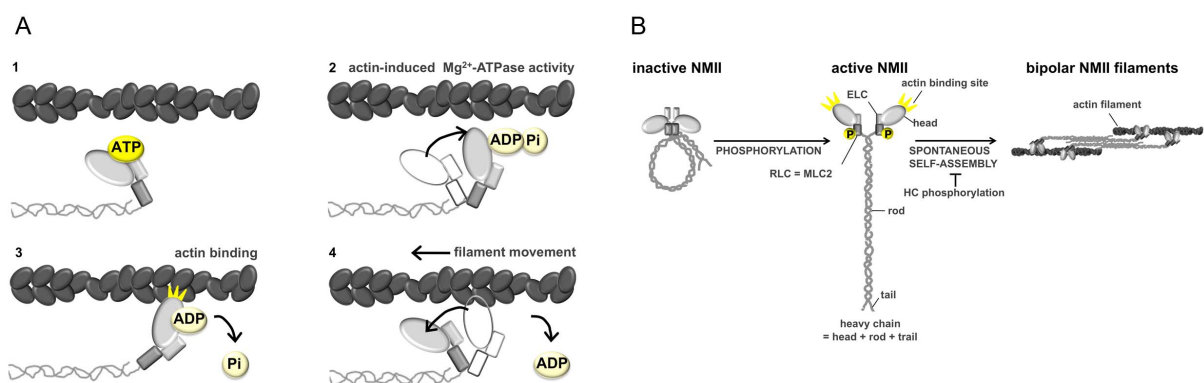 A
1
ATP
2 actin-induced Mg²⁺-ATPase activity
ADP Pi
3 actin binding
ADP
Pi
4 filament movement
ADP
B
inactive NMII
PHOSPHORYLATION
active NMII
ELC
actin binding site
head
P
P
RLC = MLC2
SPONTANEOUS
SELF-ASSEMBLY
HC phosphorylation
rod
tail
heavy chain
= head + rod + trail
bipolar NMII filaments
actin filament